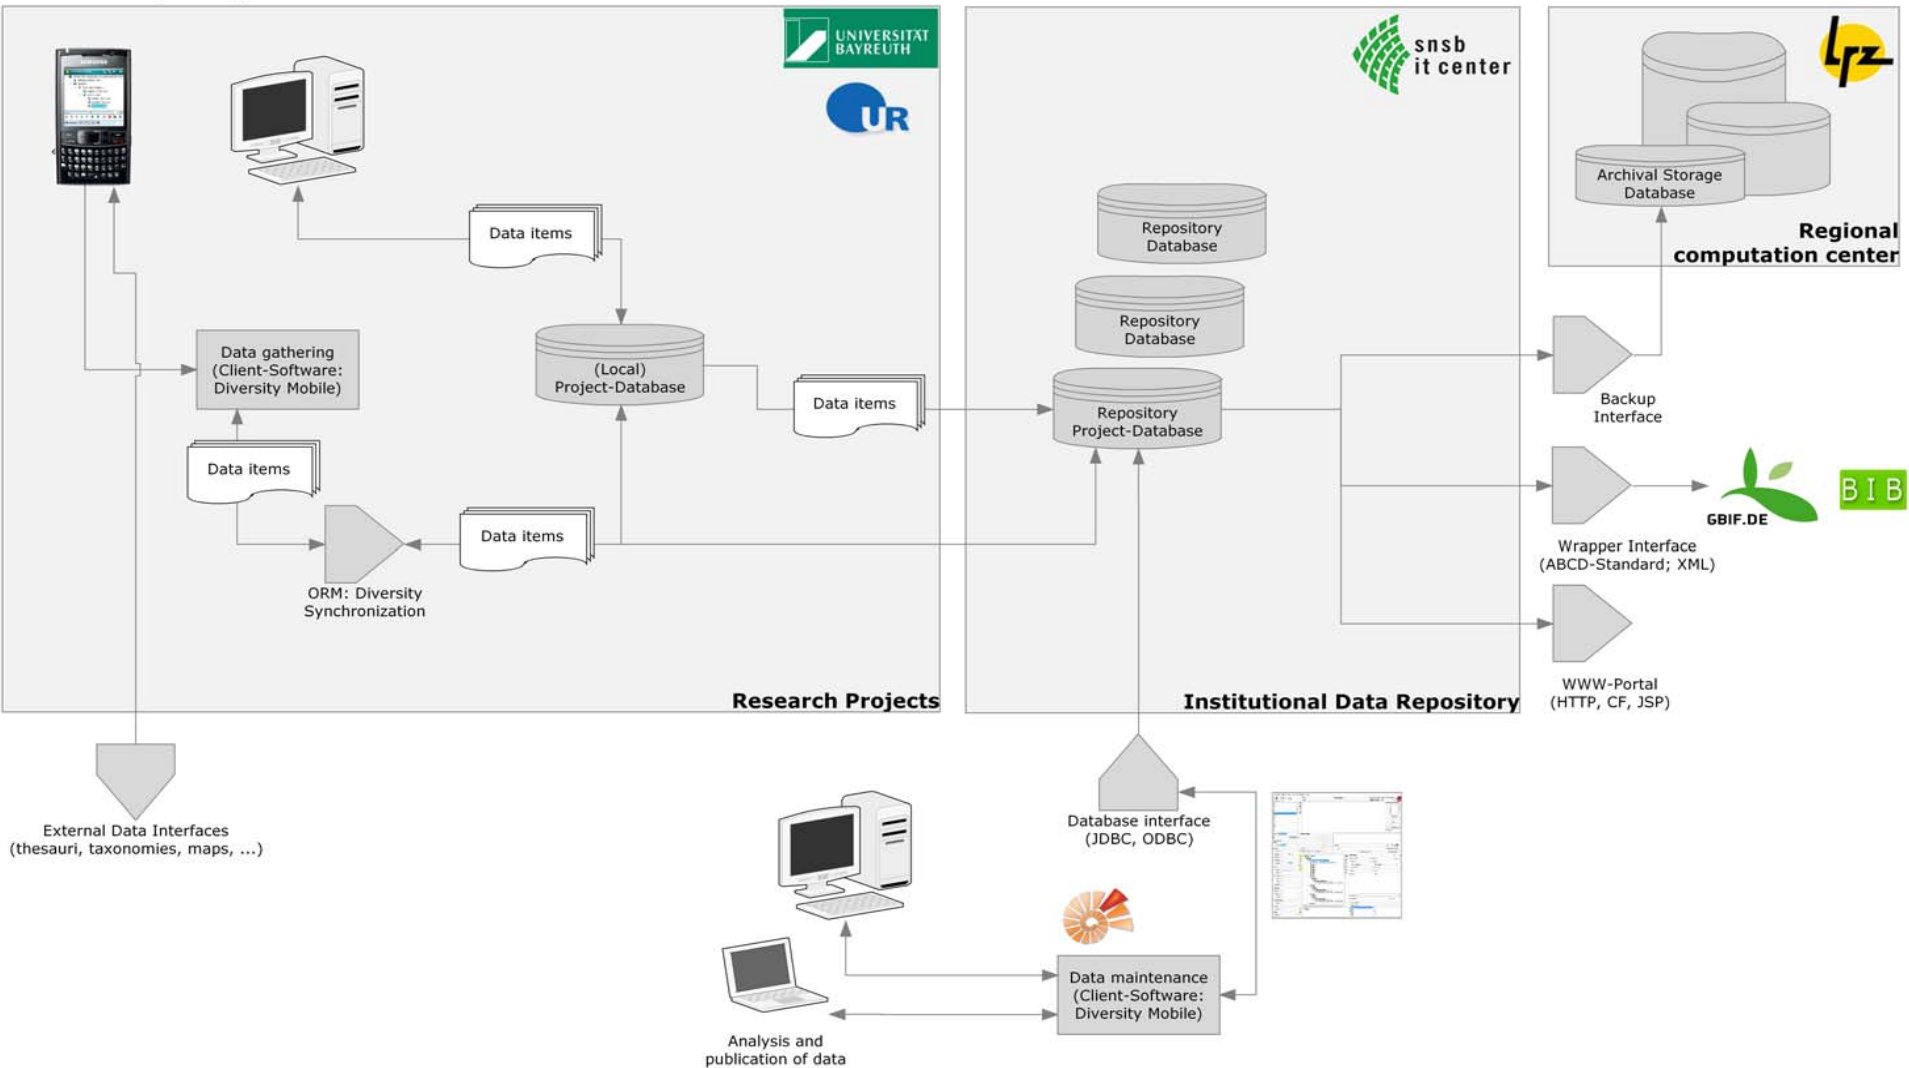 UNIVERSITÄT
BAYREUTH
UR
SAMSUNG
Data items
Data gathering
(Client-Software:
Diversity Mobile)
(Local)
Project-Database
Data items
Data items
Data items
ORM: Diversity
Synchronization
Research Projects
snsb
it center
Repository
Database
Repository
Database
Repository
Project-Database
Institutional Data Repository
lrz
Archival Storage
Database
Regional
computation center
Backup
Interface
GBIF.DE
BIB
Wrapper Interface
(ABCD-Standard; XML)
WWW-Portal
(HTTP, CF, JSP)
External Data Interfaces
(thesauri, taxonomies, maps, ...)
Database interface
(JDBC, ODBC)
Data maintenance
(Client-Software:
Diversity Mobile)
Analysis and
publication of data